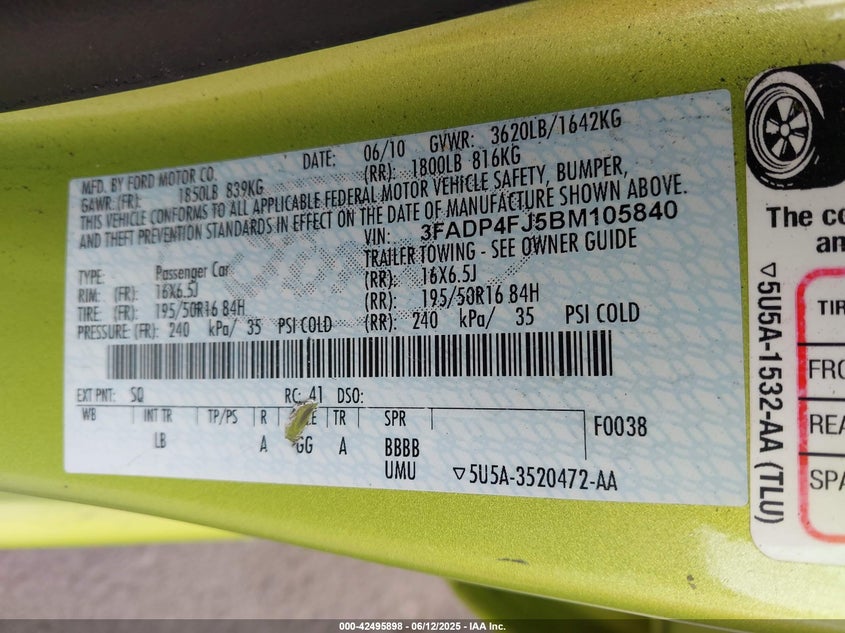 MFD. BY FORD MOTOR CO.
DATE: 06/10 GVWR: 3620LB/1642KG
GAWR: (FR): 1850LB 839KG (RR): 1800LB 816KG
THIS VEHICLE CONFORMS TO ALL APPLICABLE FEDERAL MOTOR VEHICLE SAFETY, BUMPER,
AND THEFT PREVENTION STANDARDS IN EFFECT ON THE DATE OF MANUFACTURE SHOWN ABOVE.
VIN: 3FADP4FJ5BM105840
TRAILER TOWING - SEE OWNER GUIDE
TYPE: Passenger Car
RIM: (FR): 16X6.5J (RR): 16X6.5J
TIRE: (FR): 195/50R16 84H (RR): 195/50R16 84H
PRESSURE: (FR): 240 kPa/ 35 PSI COLD (RR): 240 kPa/ 35 PSI COLD
EXT PNT: SQ RC: 41 DSO:
WB INT TR TP/PS R TR SPR F0038
LB A GG A BBBB
UMU 5U5A-3520472-AA
The co
an
TIR
FRO
REA
SPA
5U5A-1532-AA (TLU)
000-42495898 - 06/12/2025 - IAA Inc.